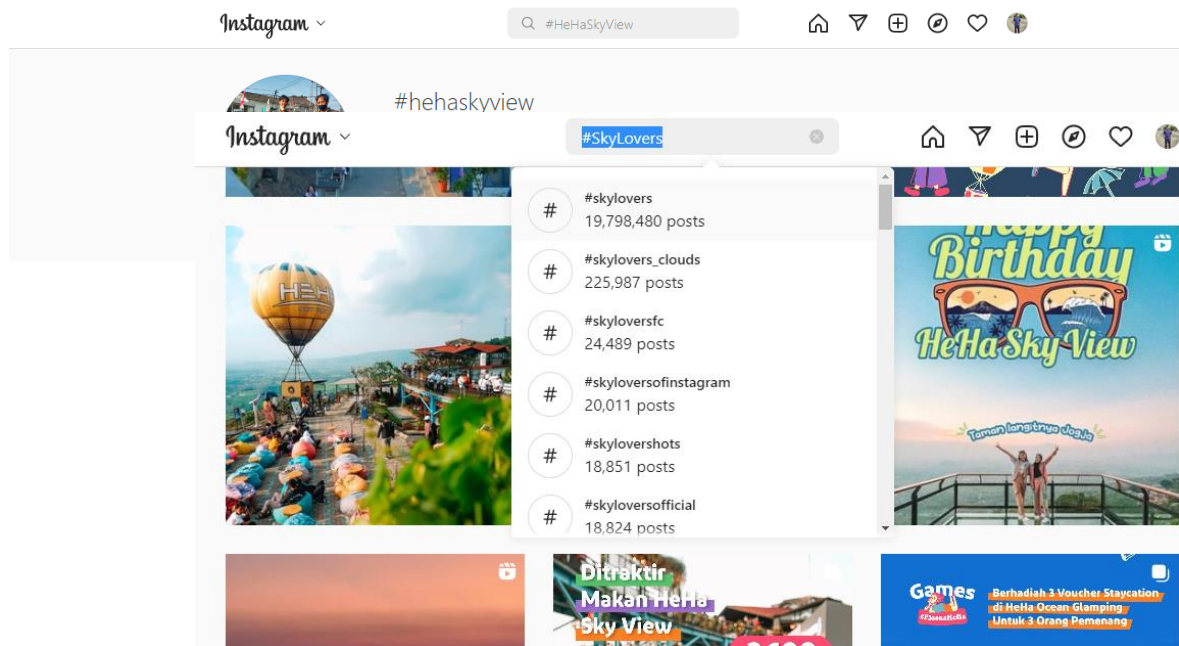 Instagram
#HeHaSkyView
#hehaskyview
Instagram
#SkyLovers
#
#skylovers
19,798,480 posts
#
#skylovers_clouds
225,987 posts
#
#skyloversfc
24,489 posts
#
#skyloversofinstagram
20,011 posts
#
#skylovershots
18,851 posts
#
#skyloversofficial
18,824 posts
HEHA
Happy
Birthday
HeHa Sky View
Taman langitnya Jogja
Ditraktir
Makan HeHa
Sky View
Games
Berhadiah 3 Voucher Staycation
di HeHa Ocean Glamping
Untuk 3 Orang Pemenang